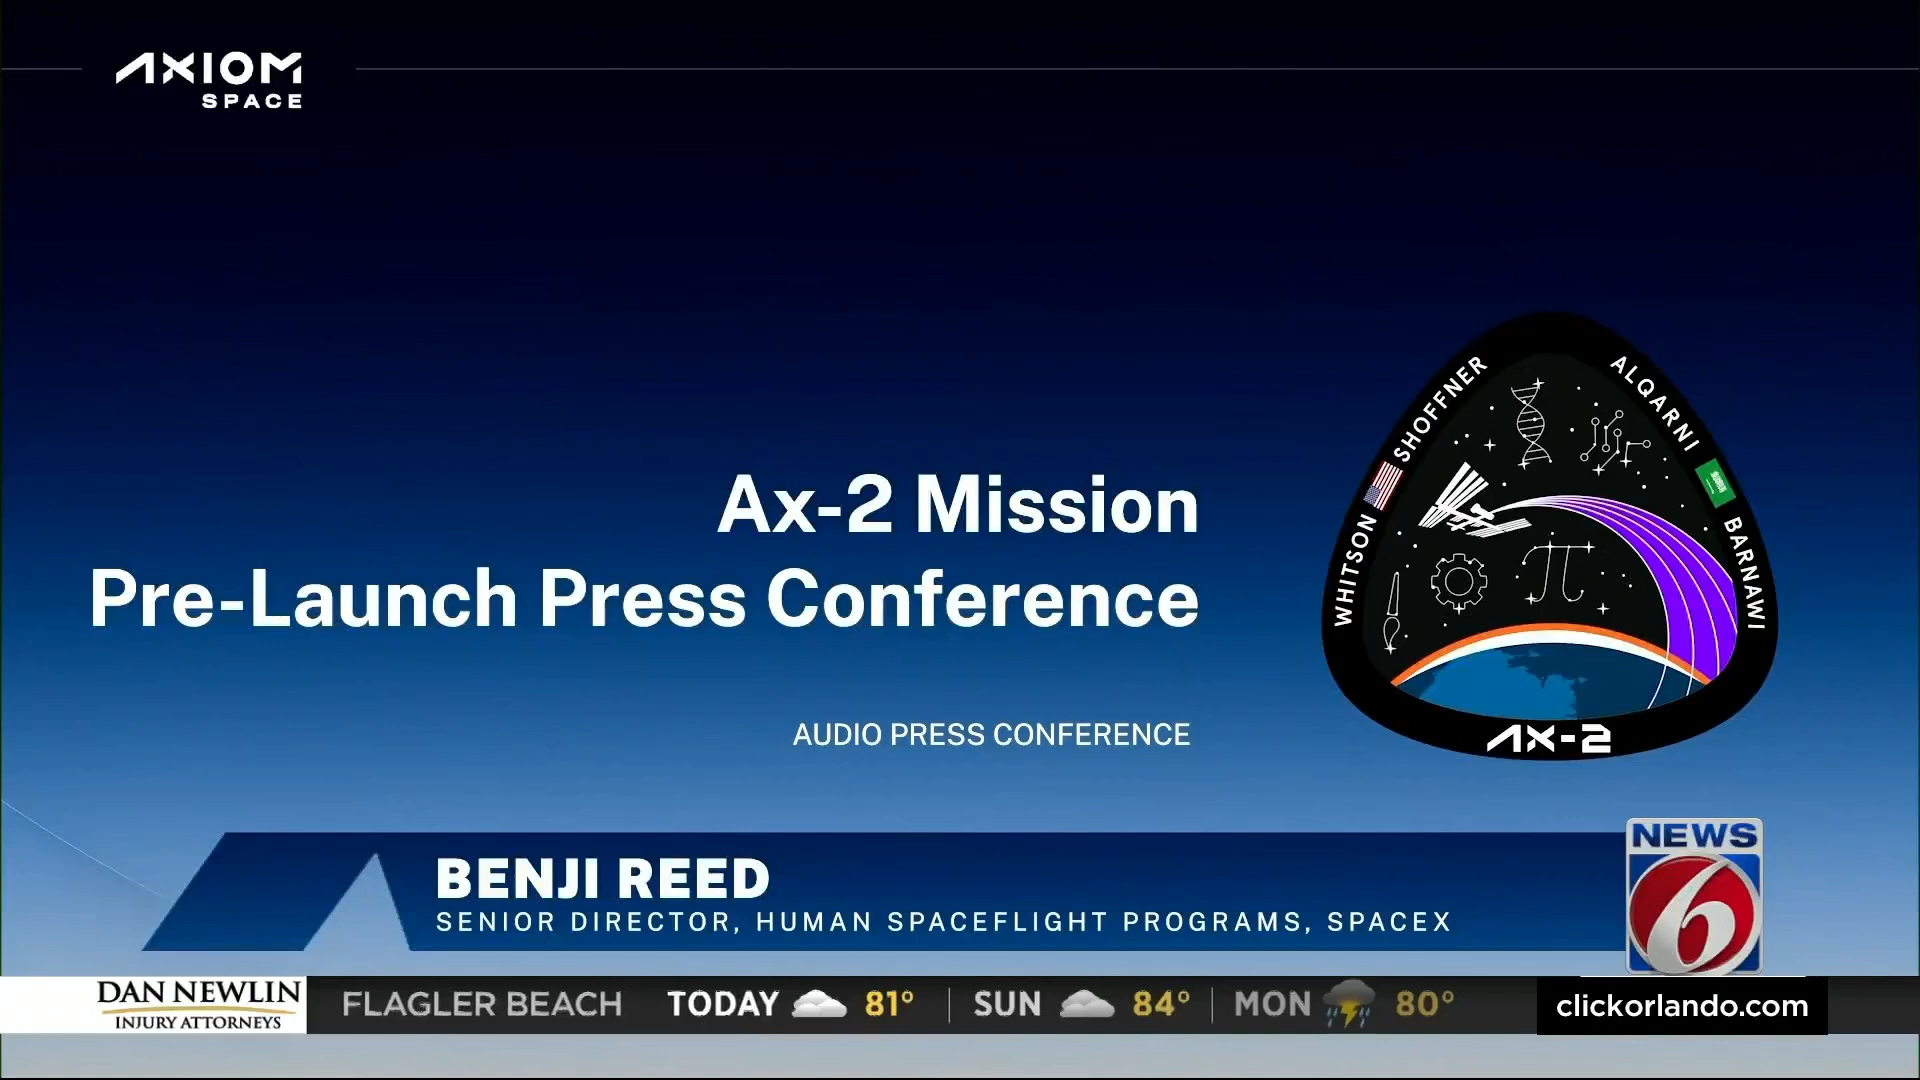 AXIOM
SPACE
Ax-2 Mission
Pre-Launch Press Conference
AUDIO PRESS CONFERENCE
WHITSON
SHOFFNER
ALQARNI
BARNAWI
AX-2
BENJI REED
SENIOR DIRECTOR, HUMAN SPACEFLIGHT PROGRAMS, SPACEX
NEWS
6
DAN NEWLIN
INJURY ATTORNEYS
FLAGLER BEACH TODAY 81° SUN 84° MON 80°
clickorlando.com